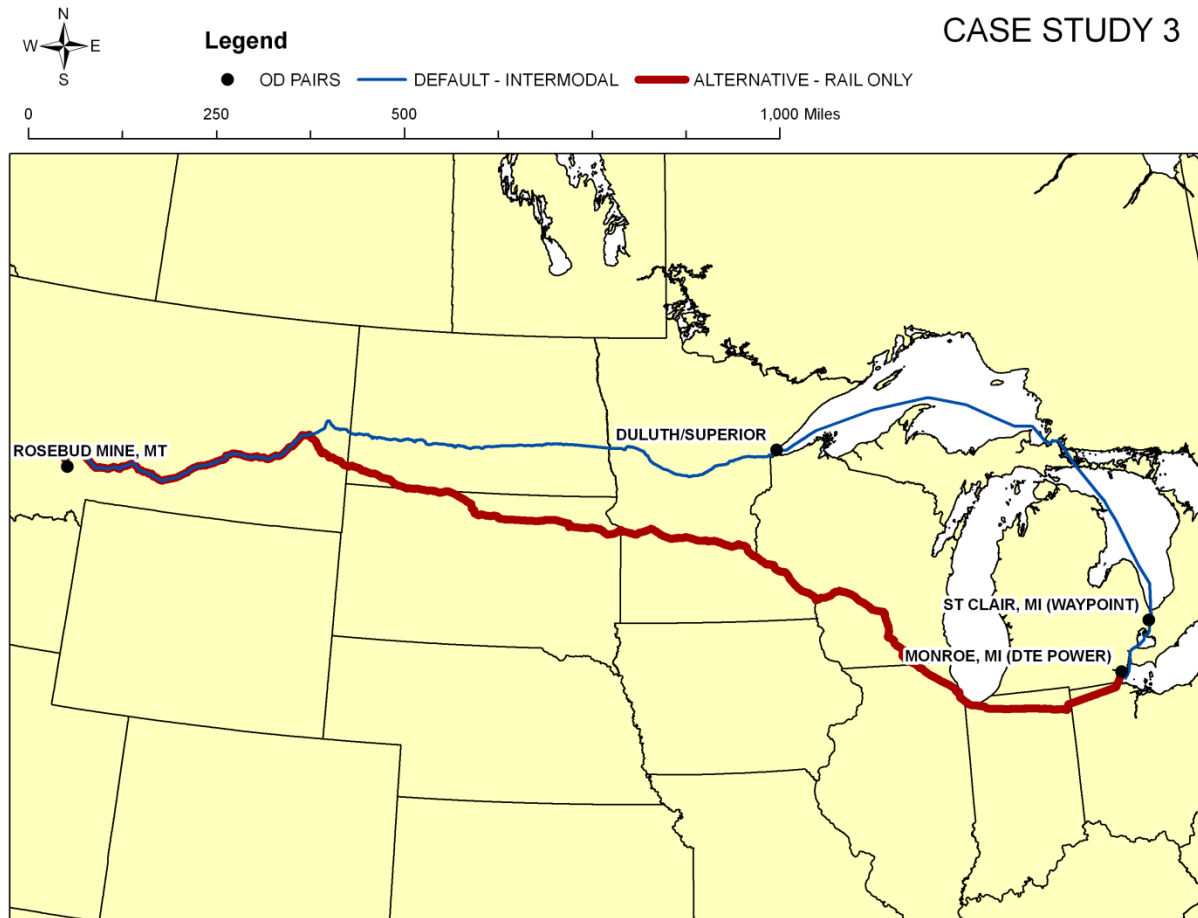 CASE STUDY 3
N
W E
S
Legend
OD PAIRS DEFAULT - INTERMODAL ALTERNATIVE - RAIL ONLY
0 250 500 1,000 Miles
DULUTH/SUPERIOR
ROSEBUD MINE, MT
ST CLAIR, MI (WAYPOINT)
MONROE, MI (DTE POWER)